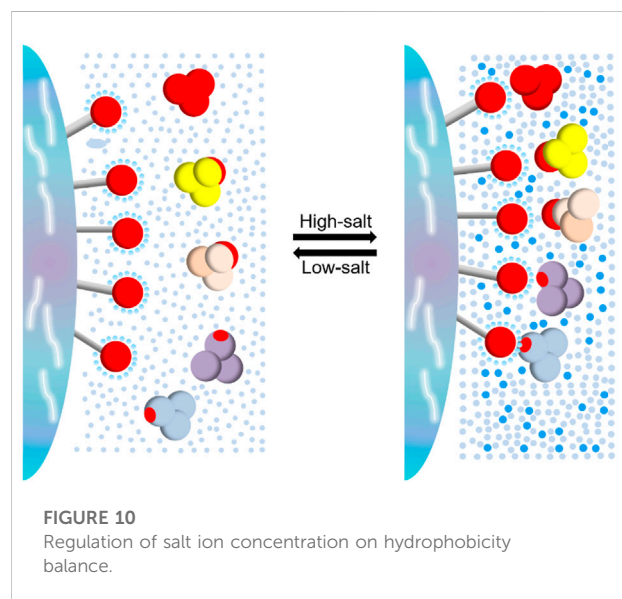 High-salt
Low-salt
FIGURE 10
Regulation of salt ion concentration on hydrophobicity
balance.